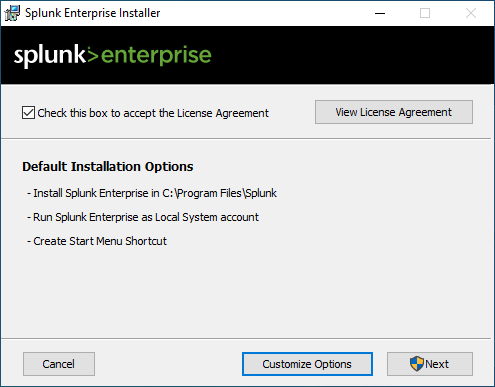 Splunk Enterprise Installer
splunk>enterprise
Check this box to accept the License Agreement
View License Agreement
Default Installation Options
- Install Splunk Enterprise in C:\Program Files\Splunk
- Run Splunk Enterprise as Local System account
- Create Start Menu Shortcut
Cancel
Customize Options
Next